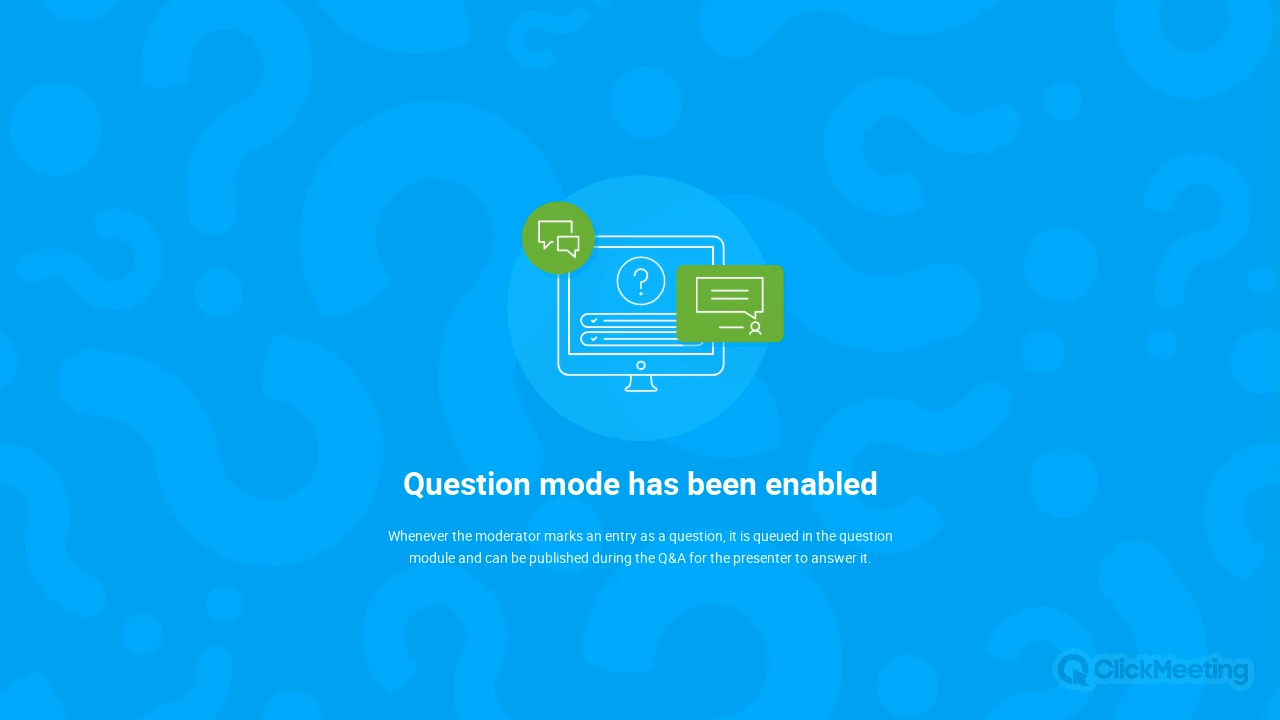 Question mode has been enabled
Whenever the moderator marks an entry as a question, it is queued in the question
module and can be published during the Q&A for the presenter to answer it.
ClickMeeting